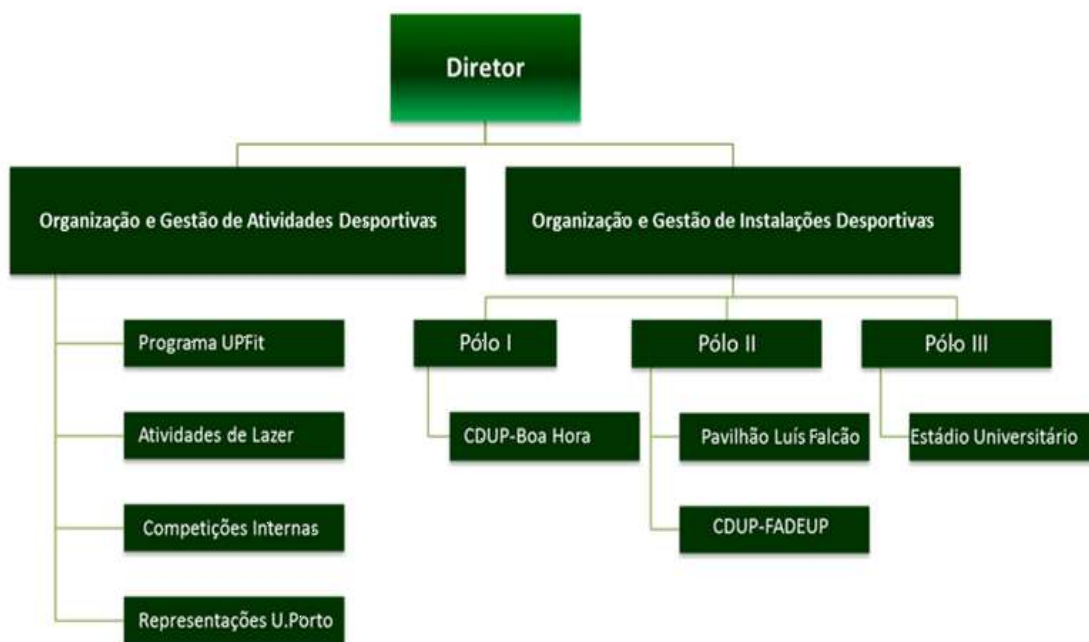 Diretor
Organização e Gestão de Atividades Desportivas
Organização e Gestão de Instalações Desportivas
Programa UPFit
Atividades de Lazer
Competições Internas
Representações U.Porto
Pólo I
CDUP-Boa Hora
Pólo II
Pavilhão Luís Falcão
CDUP-FADEUP
Pólo III
Estádio Universitário